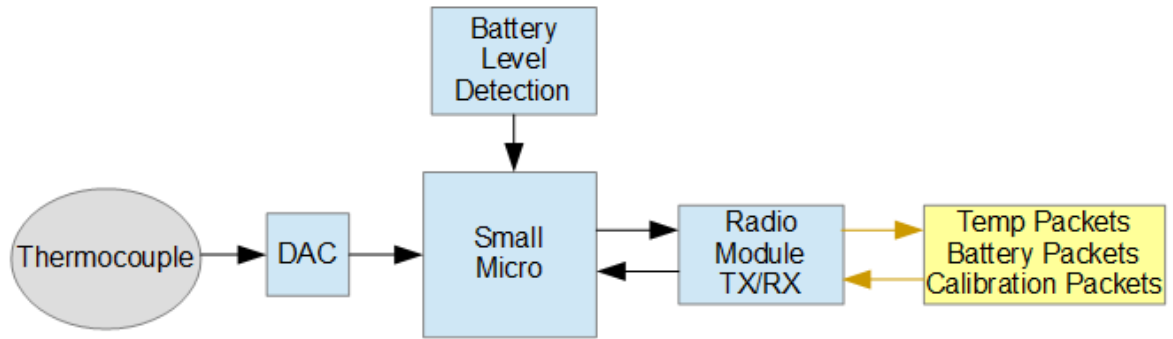 Battery
Level
Detection
Thermocouple
DAC
Small
Micro
Radio
Module
TX/RX
Temp Packets
Battery Packets
Calibration Packets